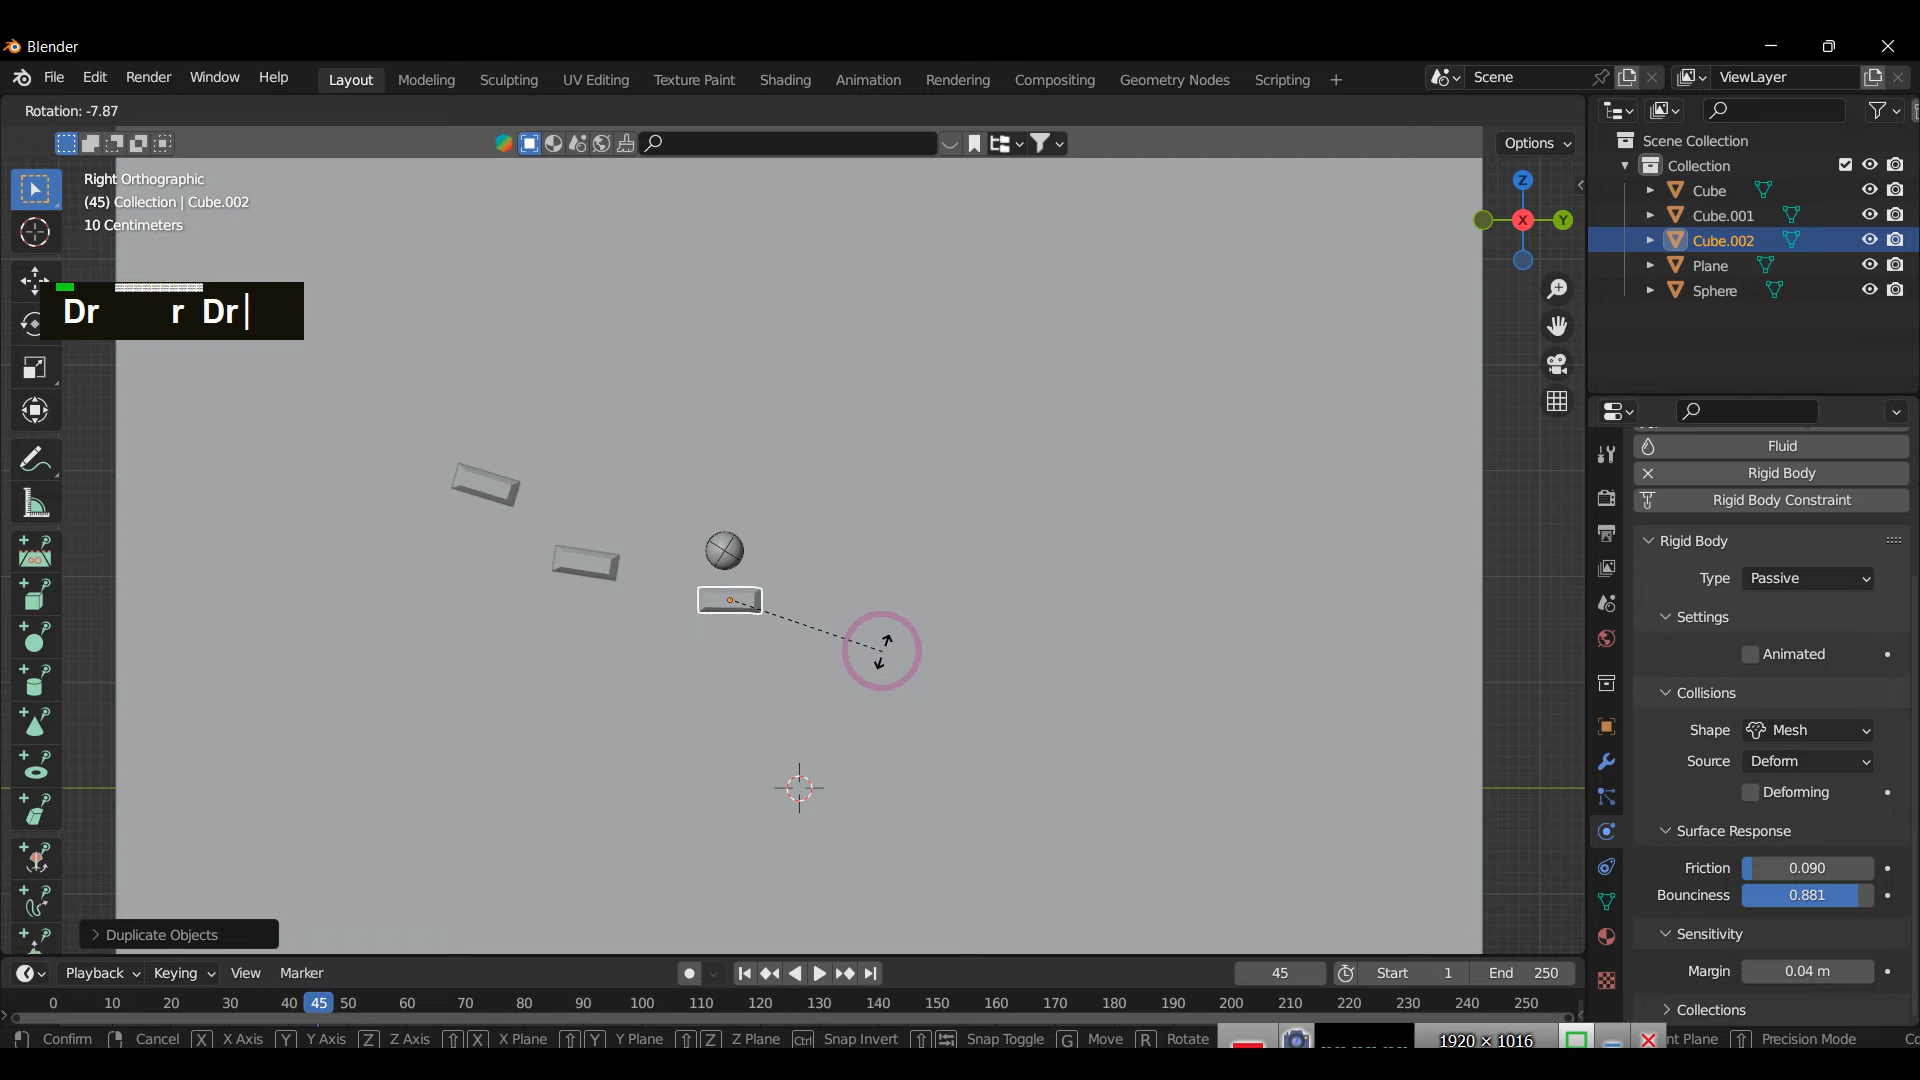 Blender
File Edit Render Window Help Layout Modeling Sculpting UV Editing Texture Paint Shading Animation Rendering Compositing Geometry Nodes Scripting Scene ViewLayer
Rotation: -7.87
Options
Right Orthographic
(45) Collection | Cube.002
10 Centimeters
Z
X
Y
Dr r Dr
Duplicate Objects
Scene Collection
Collection
Cube
Cube.001
Cube.002
Plane
Sphere
Fluid
Rigid Body
Rigid Body Constraint
Rigid Body
Type Passive
Settings
Animated
Collisions
Shape Mesh
Source Deform
Deforming
Surface Response
Friction 0.090
Bounciness 0.881
Sensitivity
Margin 0.04 m
Collections
Playback Keying View Marker 45 Start 1 End 250
0 10 20 30 40 45 50 60 70 80 90 100 110 120 130 140 150 160 170 180 190 200 210 220 230 240 250
Confirm Cancel X X Axis Y Y Axis Z Z Axis X X Plane Y Y Plane Z Z Plane Ctrl Snap Invert Snap Toggle G Move R Rotate 1920 × 1016 nt Plane Precision Mode Co